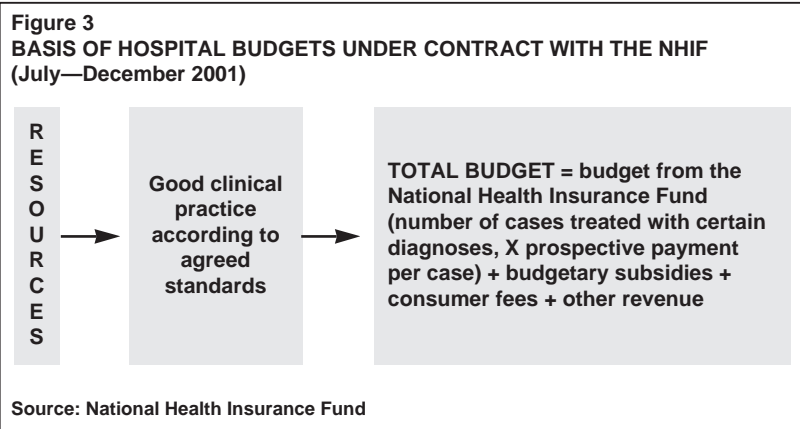 Figure 3
BASIS OF HOSPITAL BUDGETS UNDER CONTRACT WITH THE NHIF
(July—December 2001)
R
E
S
O
U
R
C
E
S
Good clinical
practice
according to
agreed
standards
TOTAL BUDGET = budget from the
National Health Insurance Fund
(number of cases treated with certain
diagnoses, X prospective payment
per case) + budgetary subsidies +
consumer fees + other revenue
Source: National Health Insurance Fund